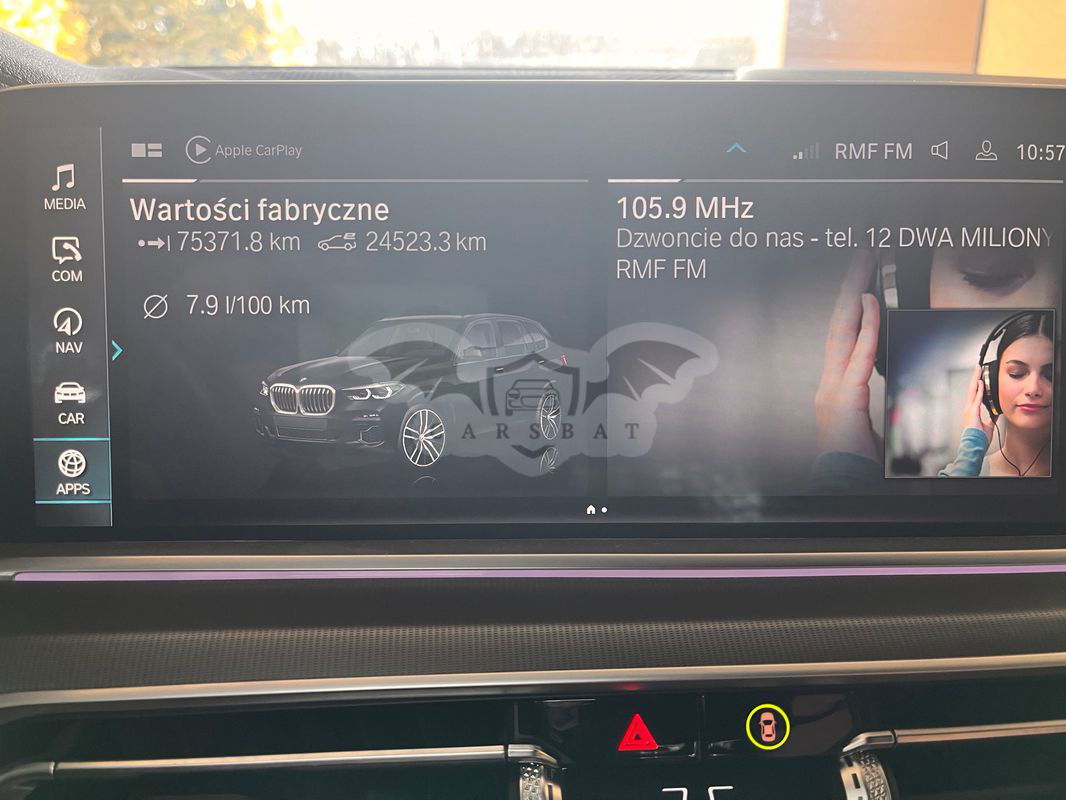 Apple CarPlay
RMF FM
10:57
MEDIA
COM
NAV
CAR
APPS
Wartości fabryczne
75371.8 km 24523.3 km
7.9 l/100 km
105.9 MHz
Dzwoncie do nas - tel. 12 DWA MILIONY
RMF FM
ARSBAT